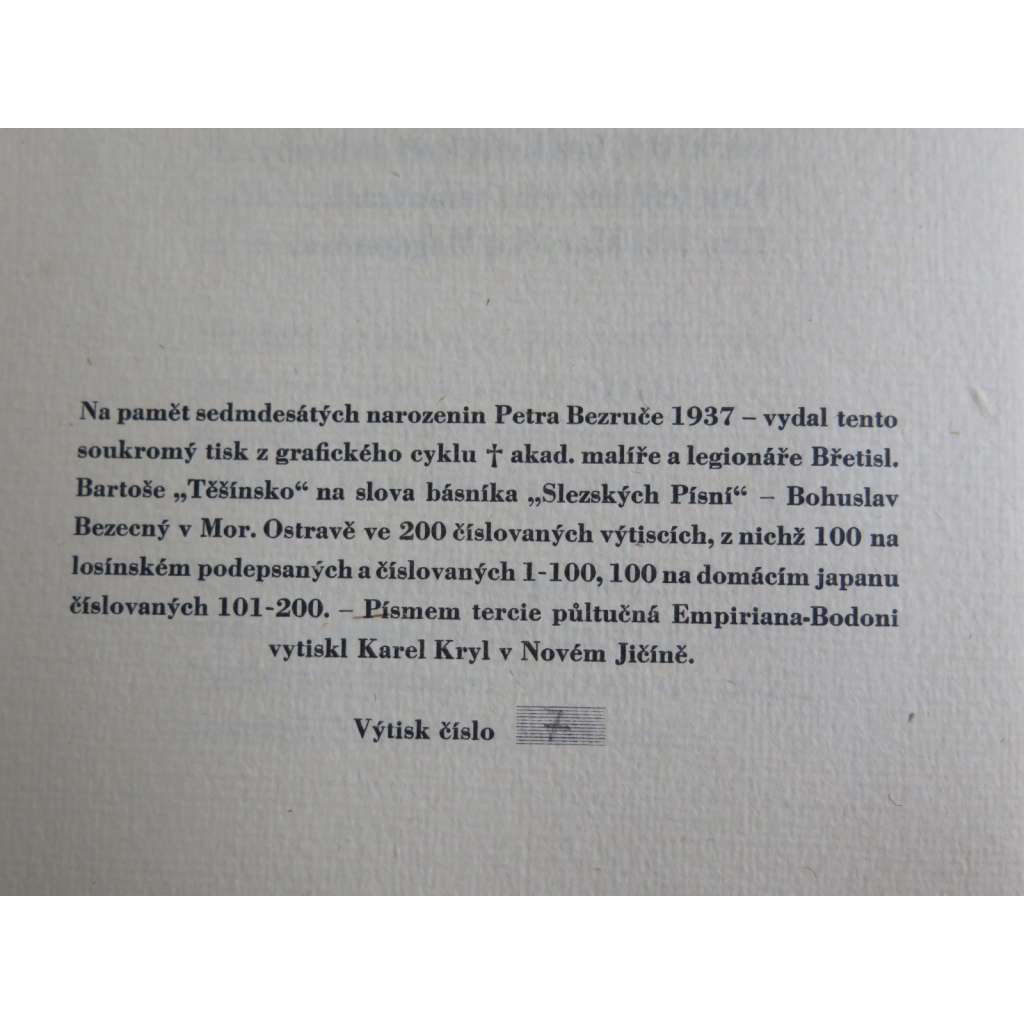 Na pamět sedmdesátých narozenin Petra Bezruče 1937 – vydal tento
soukromý tisk z grafického cyklu † akad. malíře a legionáře Břetisl.
Bartoše „Těšínsko“ na slova básníka „Slezských Písní“ – Bohuslav
Bezecný v Mor. Ostravě ve 200 číslovaných výtiscích, z nichž 100 na
losínském podepsaných a číslovaných 1-100, 100 na domácím japanu
číslovaných 101-200. – Písmem tercie půltučná Empiriana-Bodoni
vytiskl Karel Kryl v Novém Jičíně.
Výtisk číslo 7